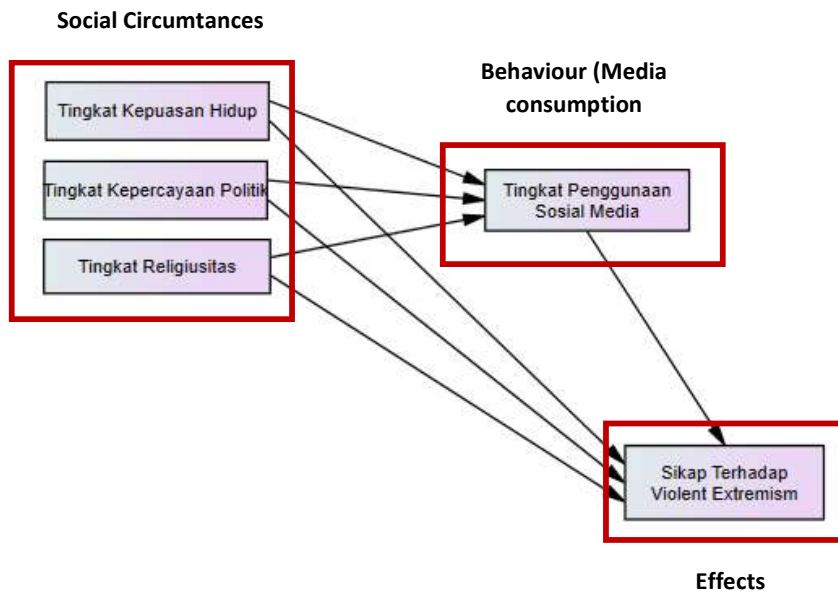 Social Circumtances
Behaviour (Media
consumption
Tingkat Kepuasan Hidup
Tingkat Kepercayaan Politik
Tingkat Religiusitas
Tingkat Penggunaan
Sosial Media
Sikap Terhadap
Violent Extremism
Effects